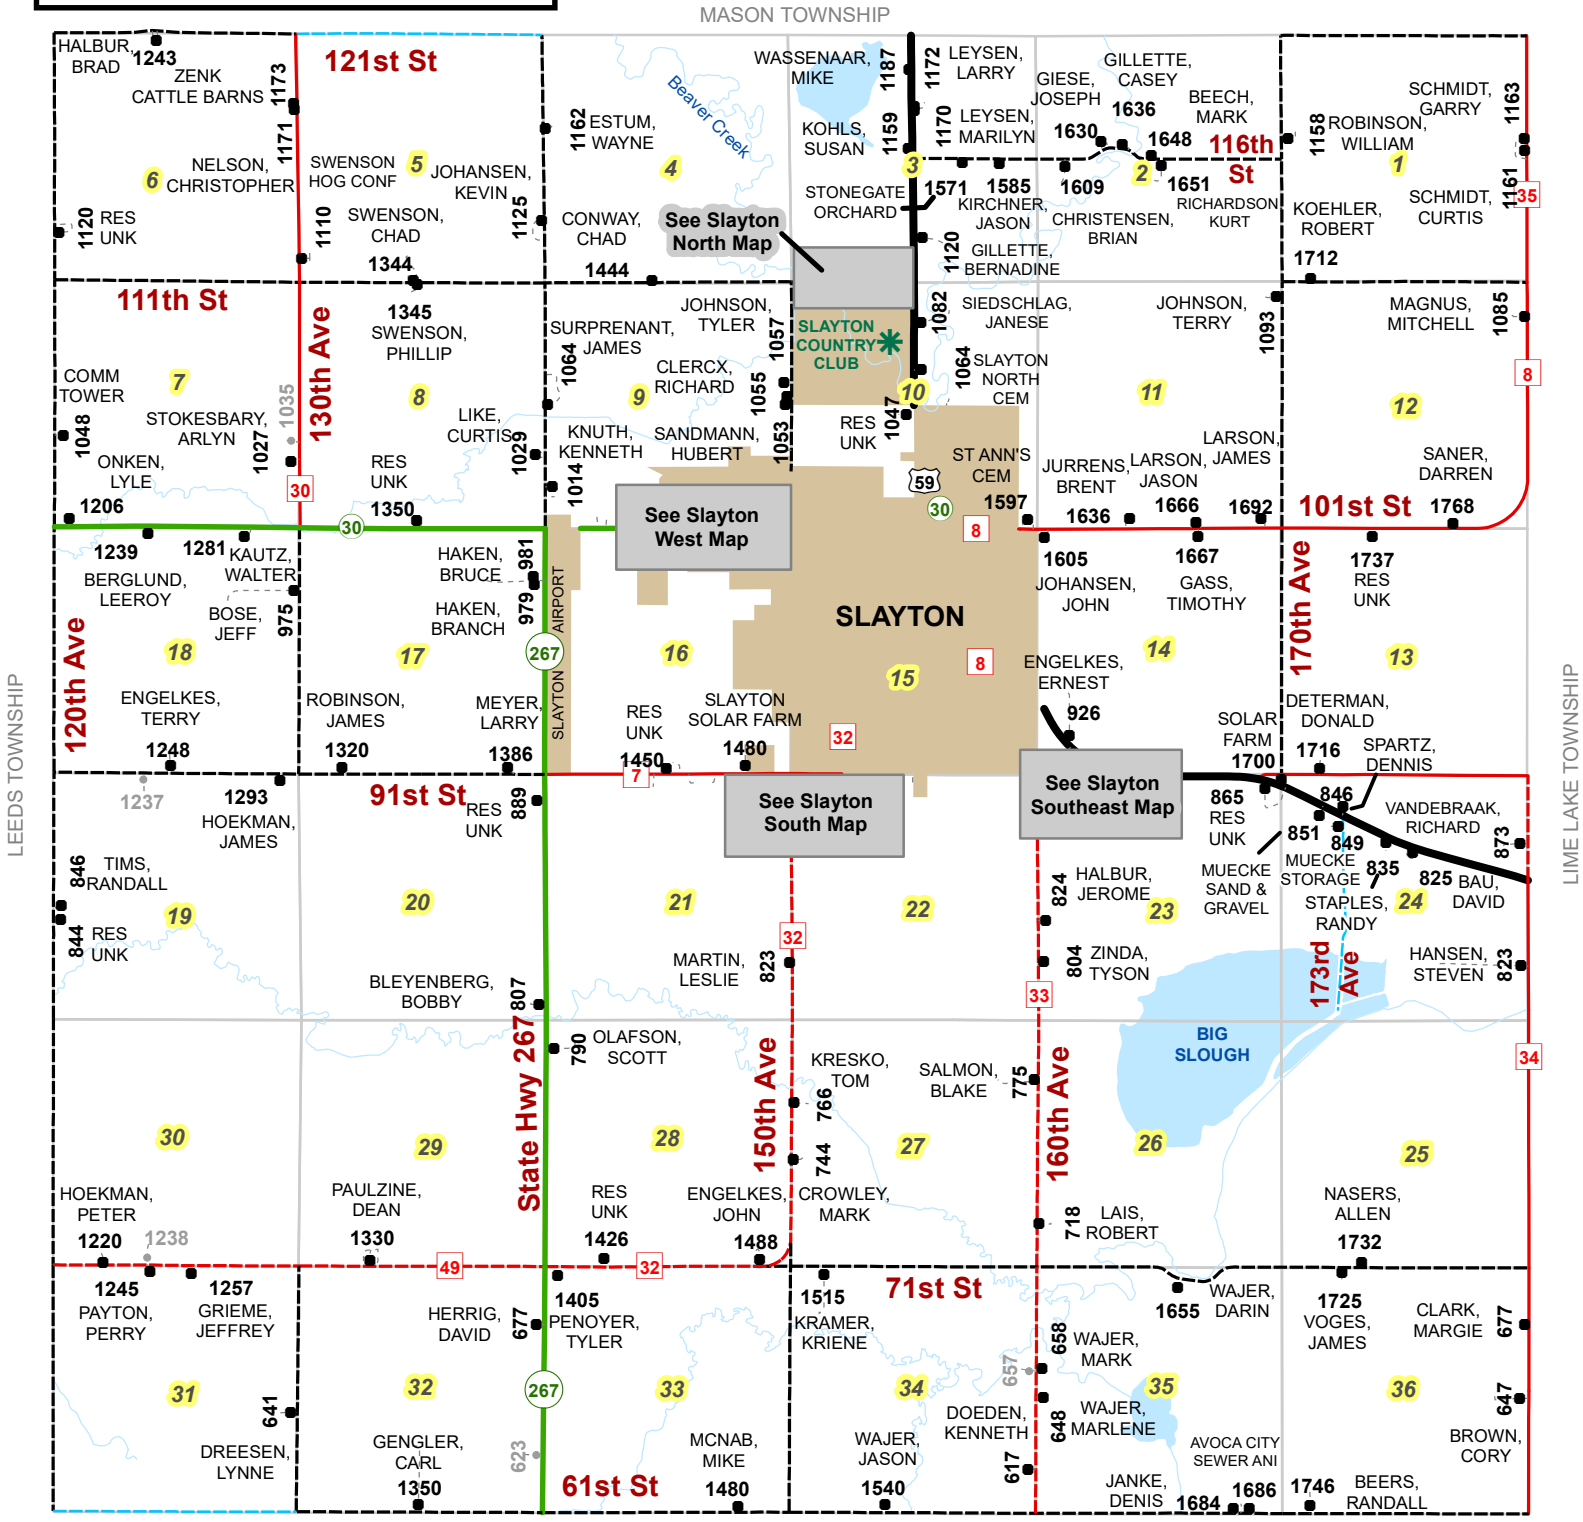 MASON TOWNSHIP
HALBUR,
BRAD
1243
ZENK
CATTLE BARNS
1173
1171
121st St
6
NELSON,
CHRISTOPHER
1120
RES
UNK
1110
SWENSON
HOG CONF
5
JOHANSEN,
KEVIN
1125
SWENSON,
CHAD
1344
1162
ESTUM,
WAYNE
Beaver Creek
4
CONWAY,
CHAD
1444
See Slayton
North Map
WASSENAAR,
MIKE
1187
1172
LEYSEN,
LARRY
KOHLS,
SUSAN
1159
1170
LEYSEN,
MARILYN
3
STONEGATE
ORCHARD
1571
1585
KIRCHNER,
JASON
1120
GILLETTE,
BERNADINE
GIESE,
JOSEPH
1630
GILLETTE,
CASEY
1636
BEECH,
MARK
1648
116th
St
1609
2
1651
RICHARDSON
KURT
CHRISTENSEN,
BRIAN
1158
SCHMIDT,
GARRY
1163
ROBINSON,
WILLIAM
1
SCHMIDT,
CURTIS
1161
35
KOEHLER,
ROBERT
1712
111th St
130th Ave
1345
SWENSON,
PHILLIP
COMM
TOWER
7
1048
STOKESBARY,
ARLYN
1035
1027
ONKEN,
LYLE
1206
30
8
LIKE,
CURTIS
1029
RES
UNK
1350
30
SURPRENANT,
JAMES
1064
9
JOHNSON,
TYLER
1057
CLERCX,
RICHARD
1055
KNUTH,
KENNETH
1014
SANDMANN,
HUBERT
1053
SLAYTON
COUNTRY
CLUB
1082
SIEDSCHLAG,
JANESE
1064
SLAYTON
NORTH
CEM
10
1047
RES
UNK
ST ANN'S
CEM
59
30
8
1597
JOHNSON,
TERRY
1093
11
JURRENS,
BRENT
1636
LARSON,
JASON
1666
LARSON,
JAMES
1692
MAGNUS,
MITCHELL
1085
8
12
SANER,
DARREN
101st St
1768
See Slayton
West Map
1239
BERGLUND,
LEEROY
1281
KAUTZ,
WALTER
BOSE,
JEFF
975
18
120th Ave
ENGELKES,
TERRY
1248
HAKEN,
BRUCE
981
979
HAKEN,
BRANCH
17
267
SLAYTON AIRPORT
ROBINSON,
JAMES
1320
MEYER,
LARRY
1386
16
RES
UNK
1450
SLAYTON
SOLAR FARM
1480
7
SLAYTON
15
8
32
1605
JOHANSEN,
JOHN
1667
GASS,
TIMOTHY
14
ENGELKES,
ERNEST
926
170th Ave
1737
RES
UNK
13
SOLAR
FARM
1700
DETERMAN,
DONALD
1716
SPARTZ,
DENNIS
LEEDS TOWNSHIP
LIME LAKE TOWNSHIP
1237
1293
HOEKMAN,
JAMES
91st St
RES
UNK
889
See Slayton
South Map
See Slayton
Southeast Map
865
RES
UNK
846
851
849
MUECKE
SAND &
GRAVEL
MUECKE
STORAGE
835
STAPLES,
RANDY
VANDEBRAAK,
RICHARD
873
825
BAU,
DAVID
24
846
TIMS,
RANDALL
19
844
RES
UNK
20
BLEYENBERG,
BOBBY
807
21
MARTIN,
LESLIE
823
32
22
824
HALBUR,
JEROME
23
804
ZINDA,
TYSON
33
173rd
Ave
HANSEN,
STEVEN
823
State Hwy 267
790
OLAFSON,
SCOTT
150th Ave
KRESKO,
TOM
766
744
SALMON,
BLAKE
775
160th Ave
BIG
SLOUGH
34
30
29
28
27
26
25
HOEKMAN,
PETER
1220
1238
PAULZINE,
DEAN
1330
49
RES
UNK
1426
32
ENGELKES,
JOHN
1488
CROWLEY,
MARK
718
LAIS,
ROBERT
NASERS,
ALLEN
1732
1245
PAYTON,
PERRY
1257
GRIEME,
JEFFREY
HERRIG,
DAVID
677
1405
PENOYER,
TYLER
1515
KRAMER,
KRIENE
71st St
658
WAJER,
MARK
1655
WAJER,
DARIN
1725
VOGES,
JAMES
CLARK,
MARGIE
677
31
641
DREESEN,
LYNNE
32
GENGLER,
CARL
1350
267
623
33
61st St
MCNAB,
MIKE
1480
34
WAJER,
JASON
1540
657
DOEDEN,
KENNETH
617
648
WAJER,
MARLENE
35
JANKE,
DENIS
1684
AVOCA CITY
SEWER ANI
1686
36
647
BROWN,
CORY
1746
BEERS,
RANDALL